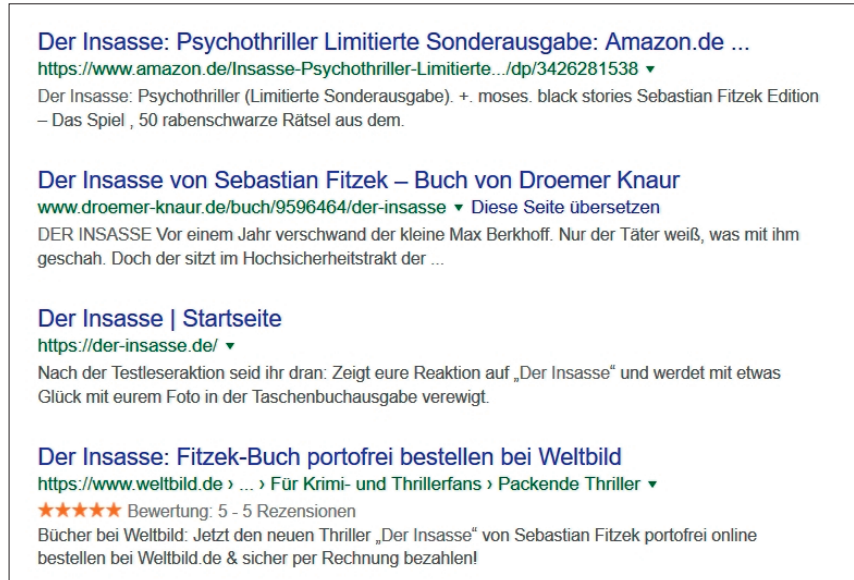 Der Insasse: Psychothriller Limitierte Sonderausgabe: Amazon.de ...
https://www.amazon.de/Insasse-Psychothriller-Limitierte.../dp/3426281538 ▾
Der Insasse: Psychothriller (Limitierte Sonderausgabe). +. moses. black stories Sebastian Fitzek Edition
– Das Spiel , 50 rabenschwarze Rätsel aus dem.
Der Insasse von Sebastian Fitzek – Buch von Droemer Knaur
www.droemer-knaur.de/buch/9596464/der-insasse ▾ Diese Seite übersetzen
DER INSASSE Vor einem Jahr verschwand der kleine Max Berkhoff. Nur der Täter weiß, was mit ihm
geschah. Doch der sitzt im Hochsicherheitstrakt der ...
Der Insasse | Startseite
https://der-insasse.de/ ▾
Nach der Testleseraktion seid ihr dran: Zeigt eure Reaktion auf „Der Insasse“ und werdet mit etwas
Glück mit eurem Foto in der Taschenbuchausgabe verewigt.
Der Insasse: Fitzek-Buch portofrei bestellen bei Weltbild
https://www.weltbild.de › ... › Für Krimi- und Thrillerfans › Packende Thriller ▾
★★★★★ Bewertung: 5 - 5 Rezensionen
Bücher bei Weltbild: Jetzt den neuen Thriller „Der Insasse“ von Sebastian Fitzek portofrei online
bestellen bei Weltbild.de & sicher per Rechnung bezahlen!